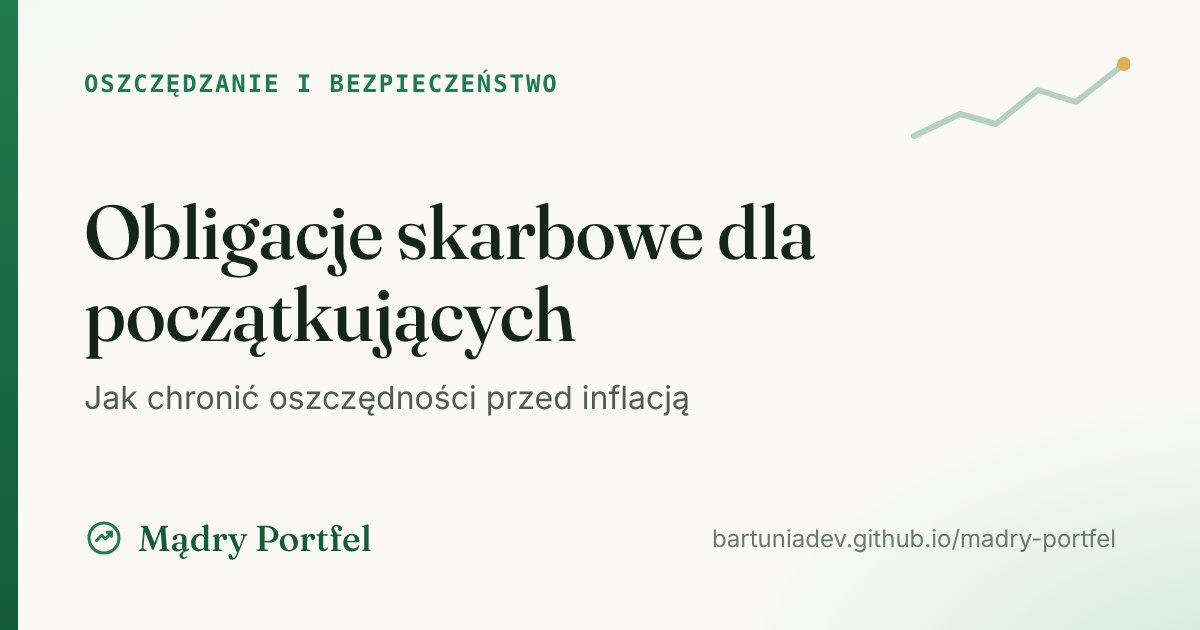 OSZCZĘDZANIE I BEZPIECZEŃSTWO
Obligacje skarbowe dla
początkujących
Jak chronić oszczędności przed inflacją
Mądry Portfel
bartuniadev.github.io/madry-portfel